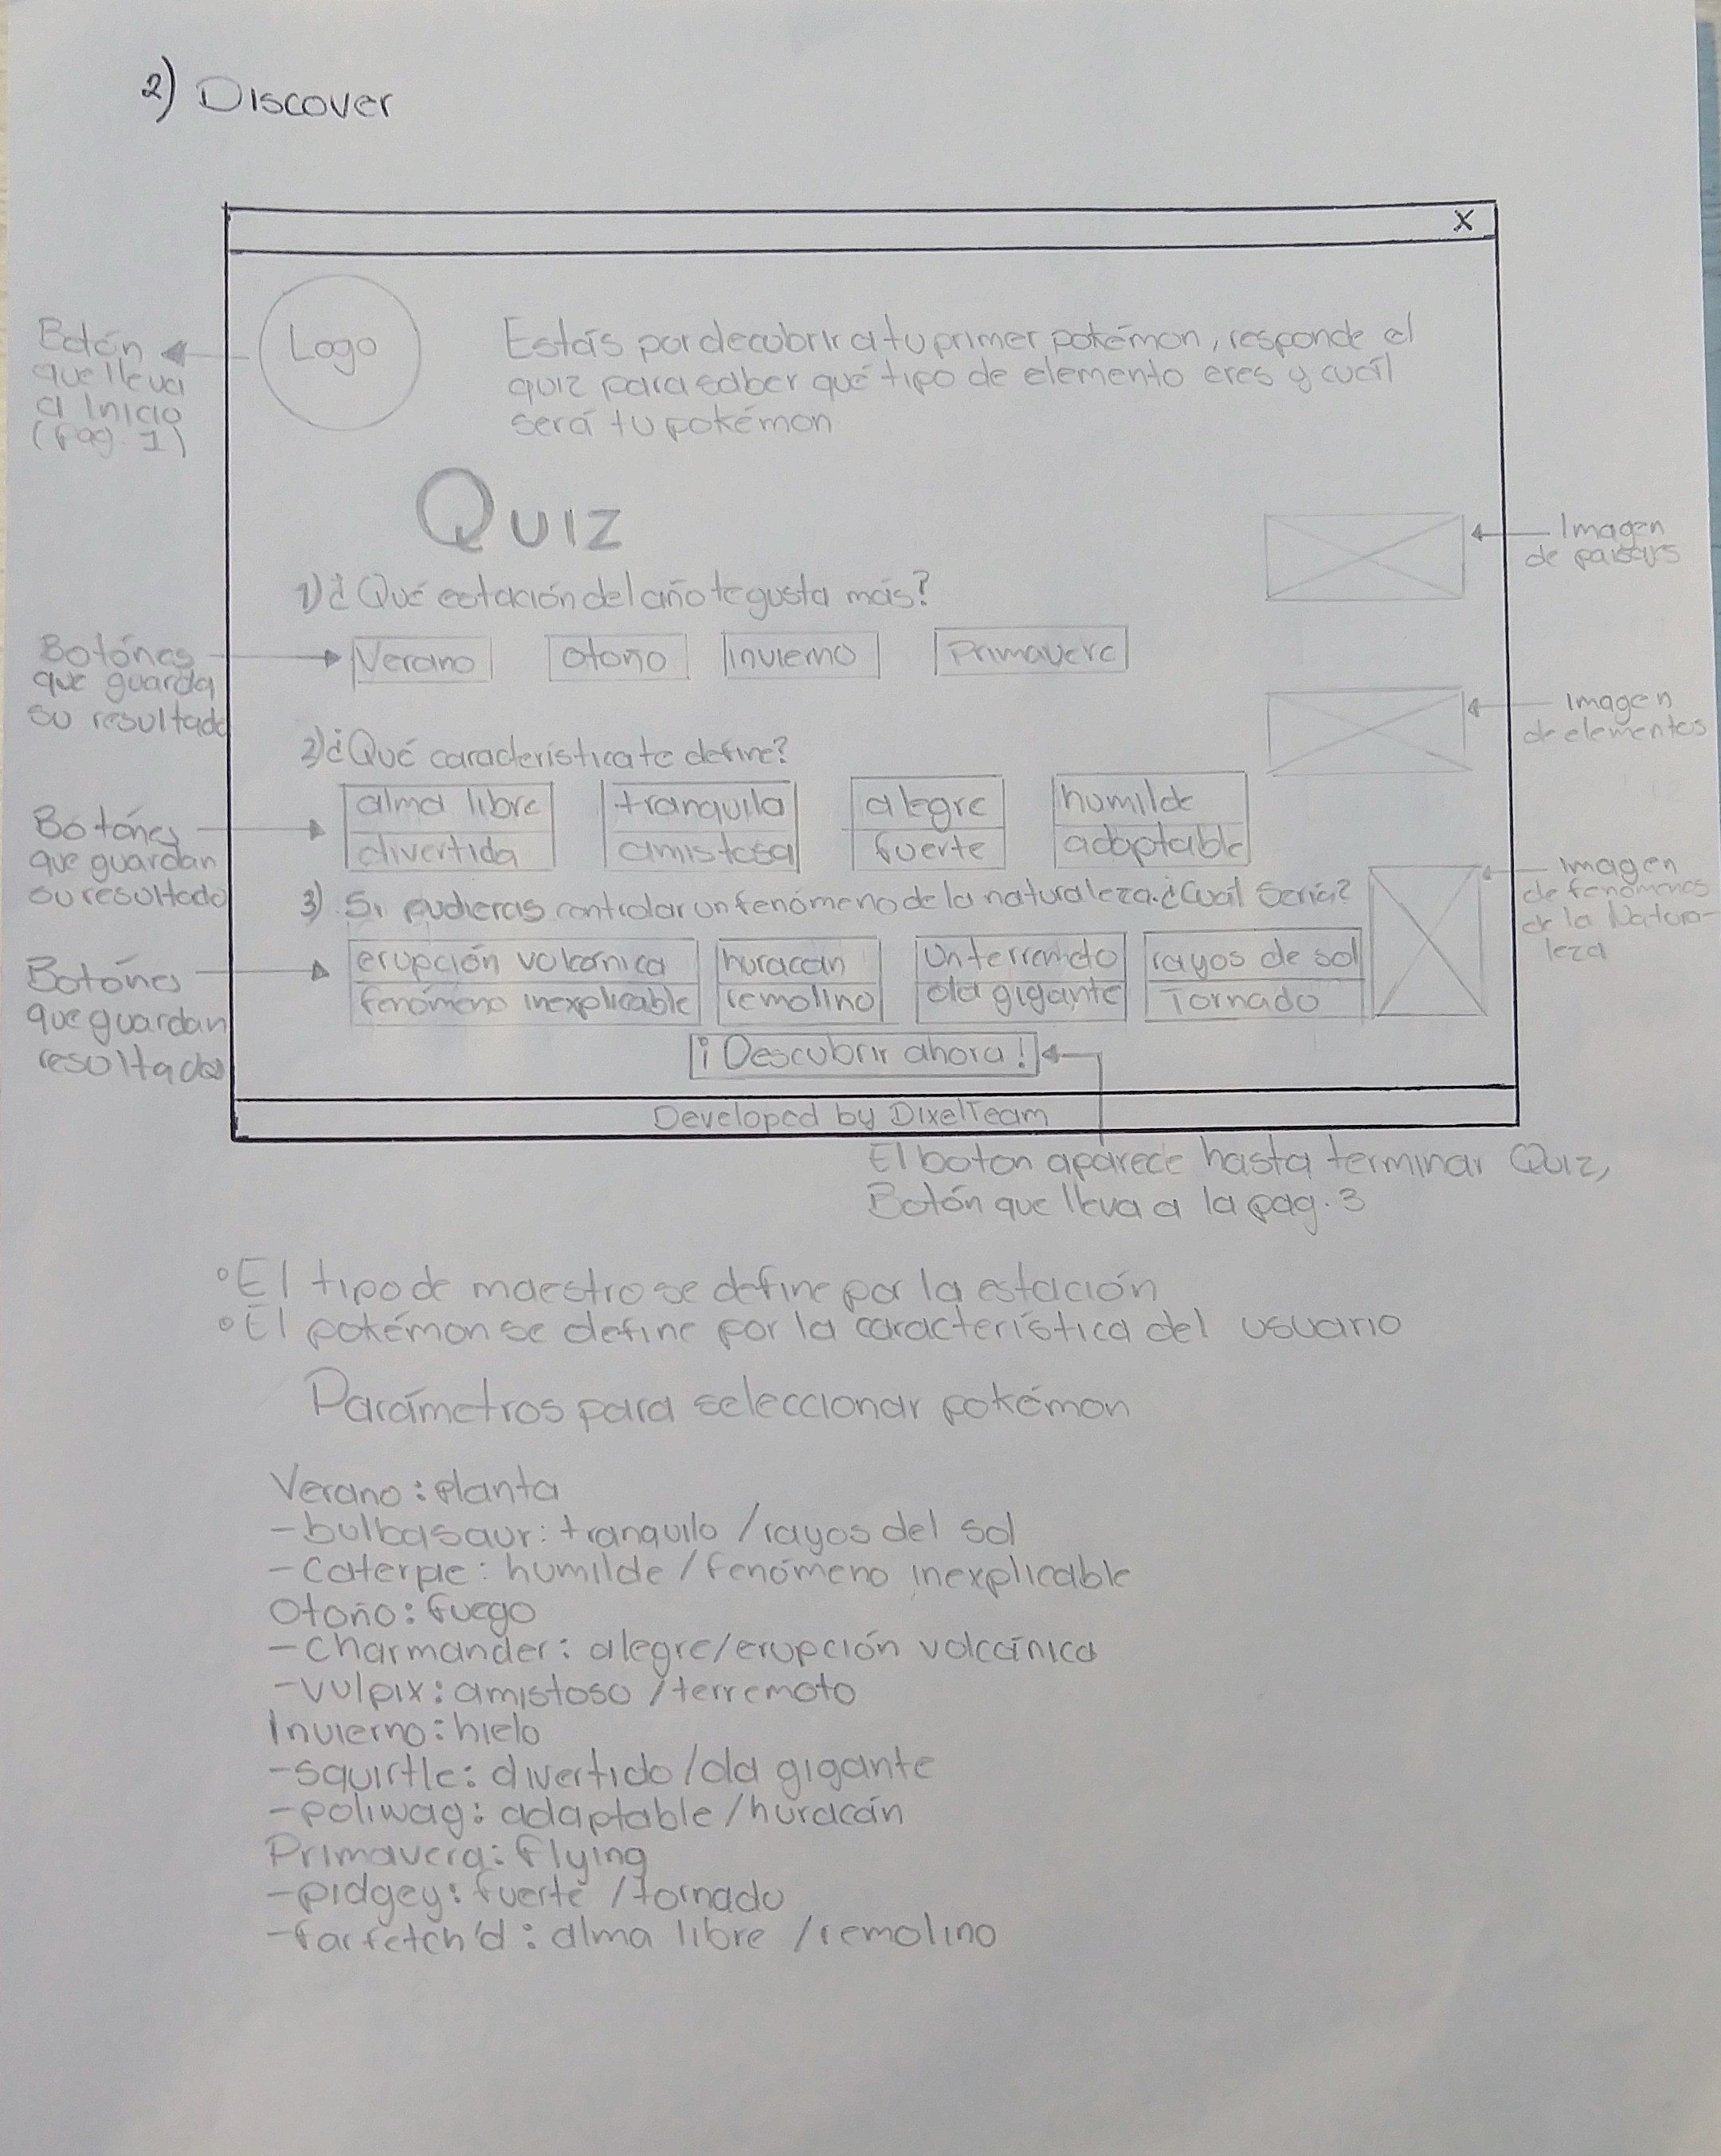 2) Discover
X
Logo
Estás por decubrir a tu primer pokémon, responde el
quiz para saber qué tipo de elemento eres y cuál
será tu pokémon
Botón
que lleva
a Inicio
(Pag. 1)
Quiz
Imagen
de paisajs
1) ¿Qué estación del año te gusta más?
Botónes
que guarda
su resultado
Verano
otoño
invierno
Primavera
Imagen
de elementos
2) ¿Qué característica te define?
Botónes
que guardan
su resultado
alma libre
divertida
tranquila
amistosa
alegre
fuerte
humilde
adaptable
Imagen
de fenómenos
de la Natura-
leza
3) Si pudieras controlar un fenómeno de la naturaleza. ¿Cuál sería?
Botónes
que guardan
resultados
erupción volcánica
fenómeno inexplicable
huracán
remolino
Un terremoto
ola gigante
rayos de sol
Tornado
¡Descubrir ahora!
Developed by DixelTeam
El boton aparece hasta terminar Quiz,
Botón que lleva a la pag. 3
°El tipo de maestro se define por la estación
°El pokémon se define por la característica del usuario
Parámetros para seleccionar pokémon
Verano: planta
-bulbasaur: tranquilo / rayos del sol
-Caterpie: humilde / fenómeno inexplicable
Otoño: fuego
-Charmander: alegre/erupción volcánica
-vulpix: amistoso / terremoto
Invierno: hielo
-squirtle: divertido/ola gigante
-poliwag: adaptable/huracán
Primavera: flying
-pidgey: fuerte / tornado
-farfetch'd: alma libre / remolino